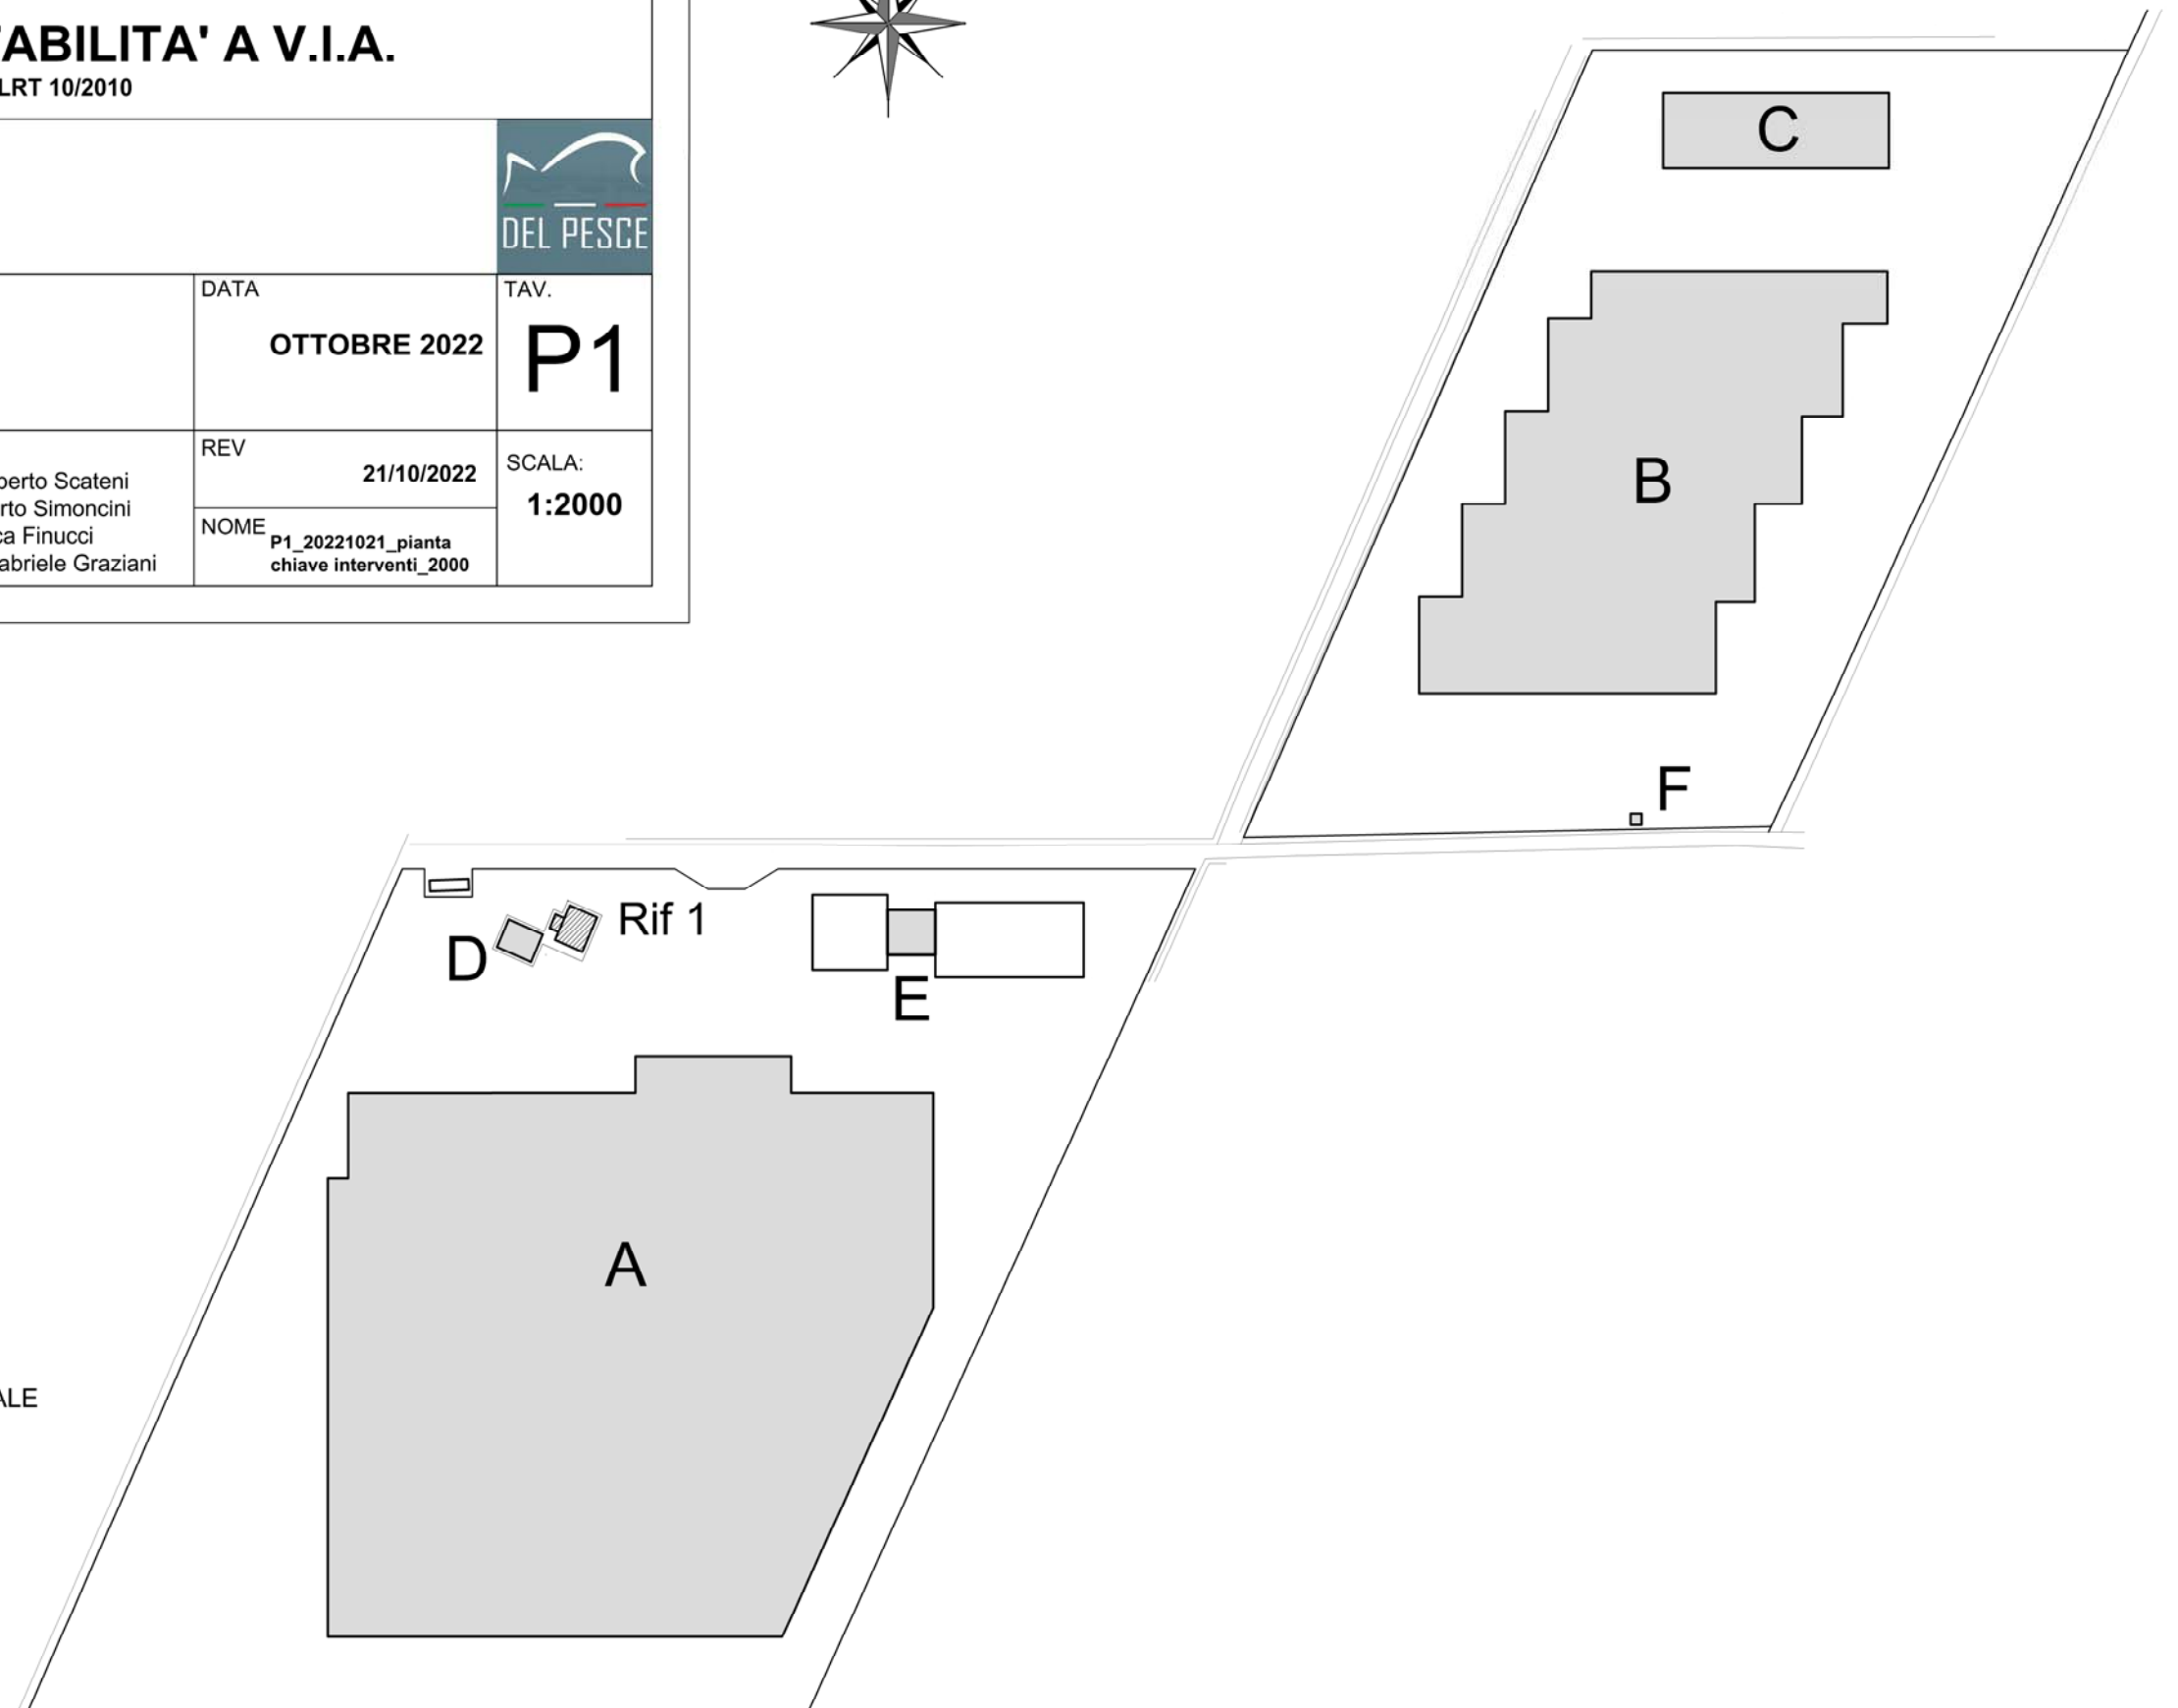 TABILITA' A V.I.A.
LRT 10/2010
DEL PESCE
DATA
OTTOBRE 2022
TAV.
P1
REV
21/10/2022
SCALA:
1:2000
NOME
P1_20221021_pianta
chiave interventi_2000
berto Scateni
rto Simoncini
ca Finucci
abriele Graziani
C
B
F
Rif 1
D
E
A
ALE